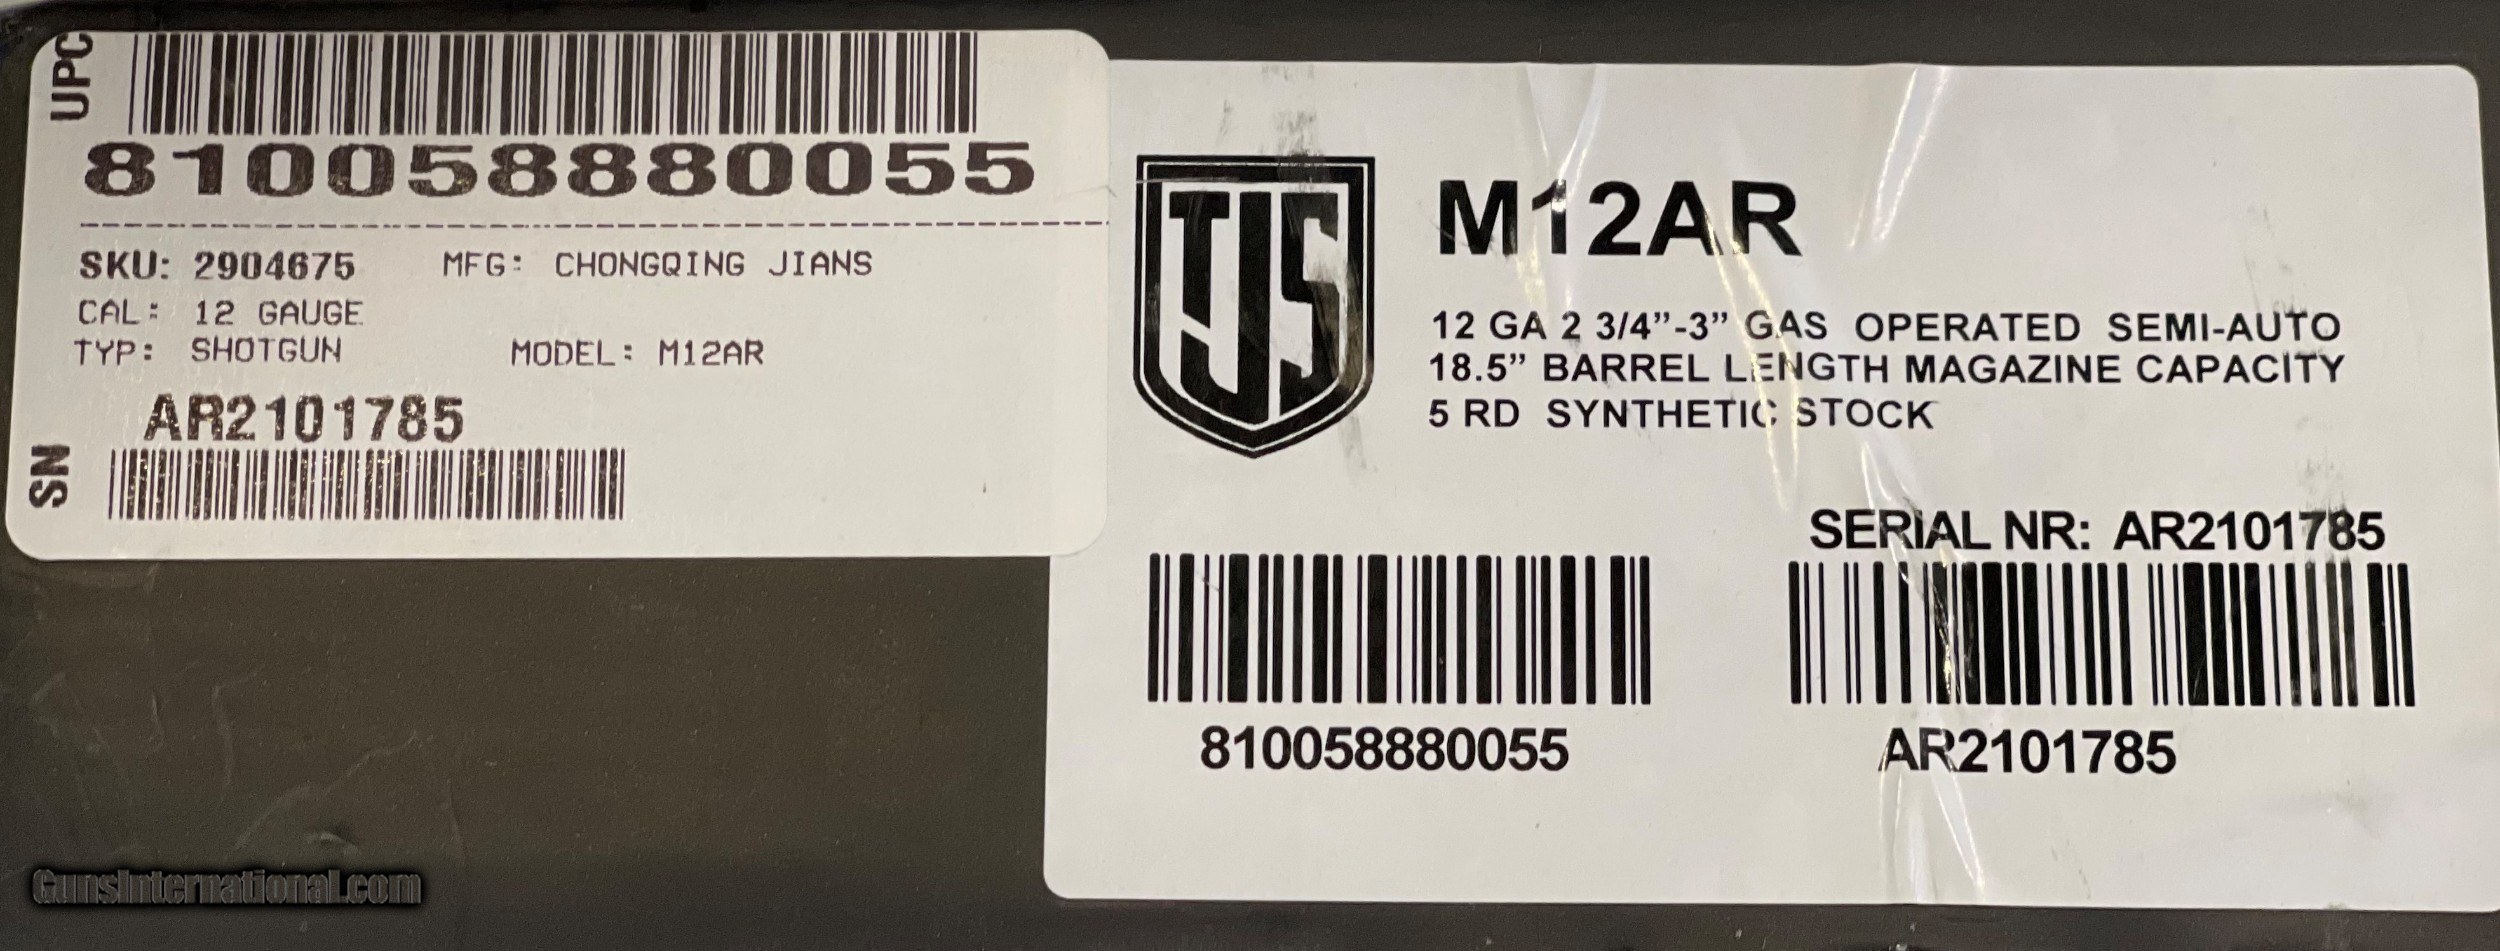 UPC
810058880055
SKU: 2904675 MFG: CHONGQING JIANS
CAL: 12 GAUGE
TYP: SHOTGUN MODEL: M12AR
AR2101785
SN
TJS
M12AR
12 GA 2 3/4”-3” GAS OPERATED SEMI-AUTO
18.5” BARREL LENGTH MAGAZINE CAPACITY
5 RD SYNTHETIC STOCK
SERIAL NR: AR2101785
810058880055
AR2101785
GunsInternational.com